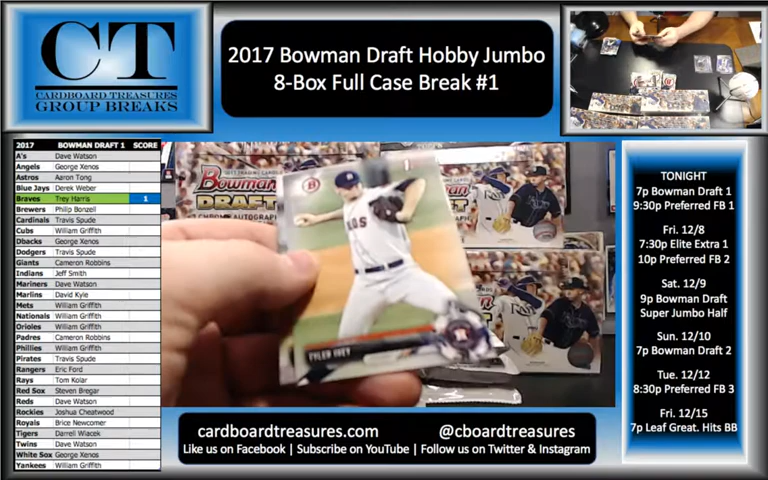 CT
CARDBOARD TREASURES
GROUP BREAKS
2017 Bowman Draft Hobby Jumbo
8-Box Full Case Break #1
2017 BOWMAN DRAFT 1 SCORE
A's Dave Watson
Angels George Xenos
Astros Aaron Tong
Blue Jays Derek Weber
Braves Trey Harris 1
Brewers Philip Bonzell
Cardinals Travis Spude
Cubs William Griffith
Dbacks George Xenos
Dodgers Travis Spude
Giants Cameron Robbins
Indians Jeff Smith
Mariners Dave Watson
Marlins David Kyle
Mets William Griffith
Nationals William Griffith
Orioles William Griffith
Padres Cameron Robbins
Phillies William Griffith
Pirates Travis Spude
Rangers Eric Ford
Rays Tom Kolar
Red Sox Steven Bregar
Reds Dave Watson
Rockies Joshua Cheatwood
Royals Brice Newcomer
Tigers Darrell Wiacek
Twins Dave Watson
White Sox George Xenos
Yankees William Griffith
Bowman
DRAFT
TYLER IVEY
TONIGHT
7p Bowman Draft 1
9:30p Preferred FB 1
Fri. 12/8
7:30p Elite Extra 1
10p Preferred FB 2
Sat. 12/9
9p Bowman Draft
Super Jumbo Half
Sun. 12/10
7p Bowman Draft 2
Tue. 12/12
8:30p Preferred FB 3
Fri. 12/15
7p Leaf Great. Hits BB
cardboardtreasures.com @cboardtreasures
Like us on Facebook | Subscribe on YouTube | Follow us on Twitter & Instagram